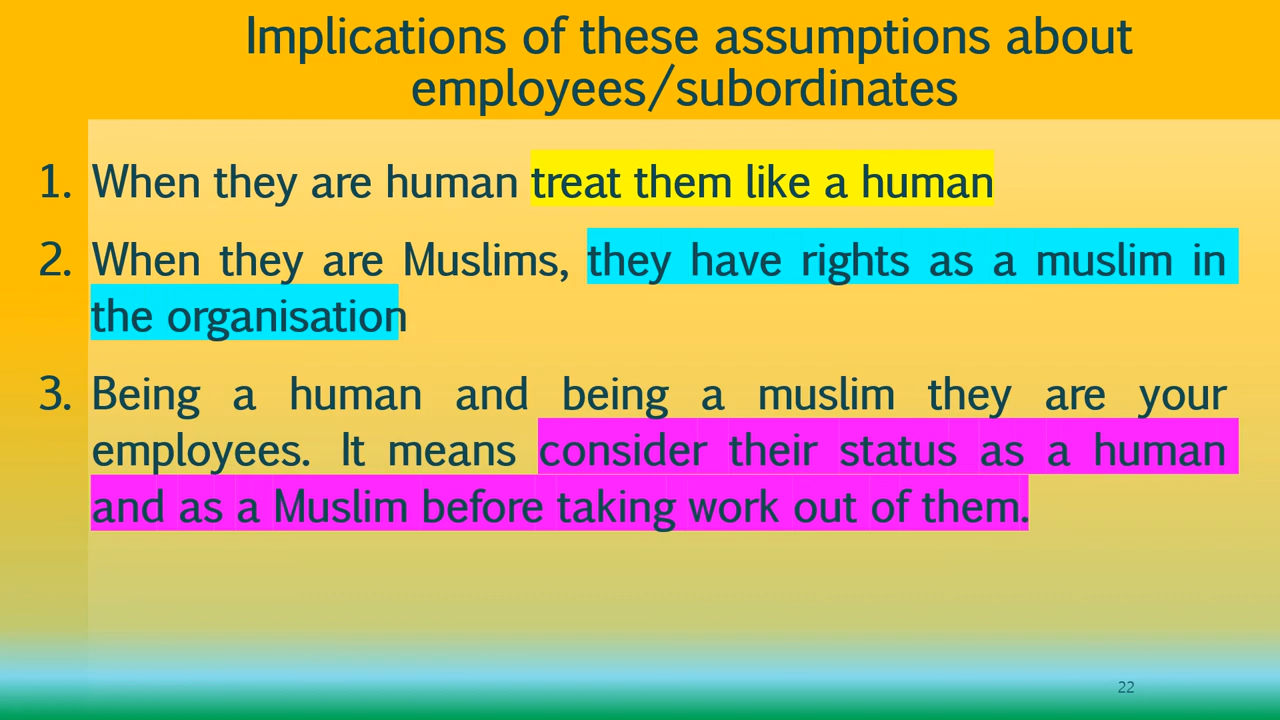 Implications of these assumptions about
employees/subordinates
1. When they are human treat them like a human
2. When they are Muslims, they have rights as a muslim in
the organisation
3. Being a human and being a muslim they are your
employees. It means consider their status as a human
and as a Muslim before taking work out of them.
22